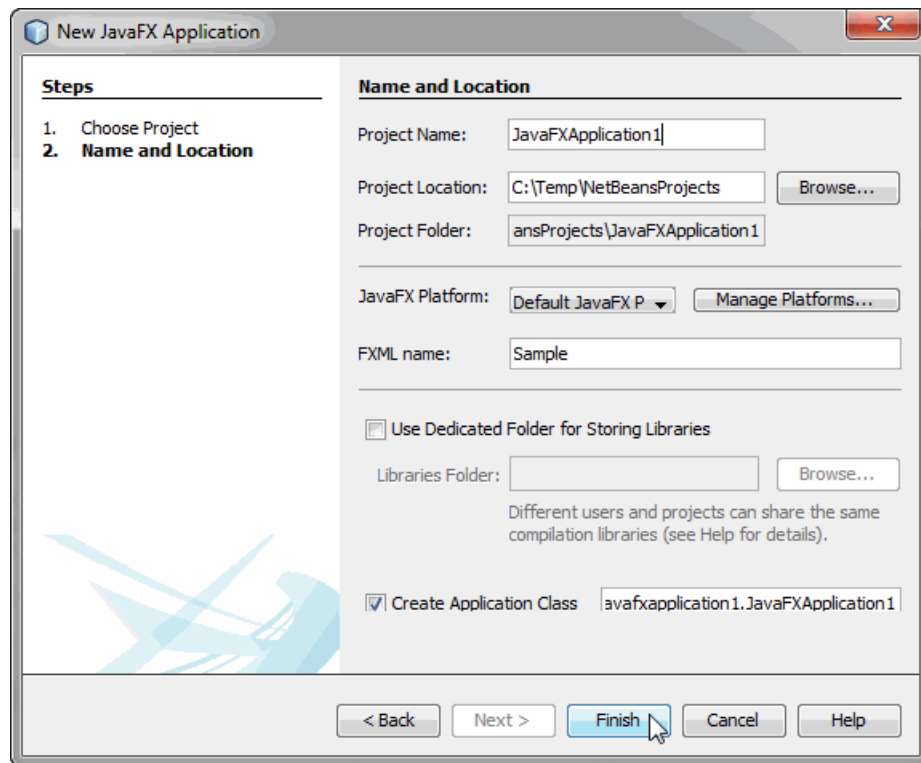 New JavaFX Application
Steps
1. Choose Project
2. Name and Location
Name and Location
Project Name: JavaFXApplication1
Project Location: C:\Temp\NetBeansProjects Browse...
Project Folder: ansProjects\JavaFXApplication1
JavaFX Platform: Default JavaFX P Manage Platforms...
FXML name: Sample
Use Dedicated Folder for Storing Libraries
Libraries Folder: Browse...
Different users and projects can share the same
compilation libraries (see Help for details).
Create Application Class avafxapplication1.JavaFXApplication1
< Back Next > Finish Cancel Help